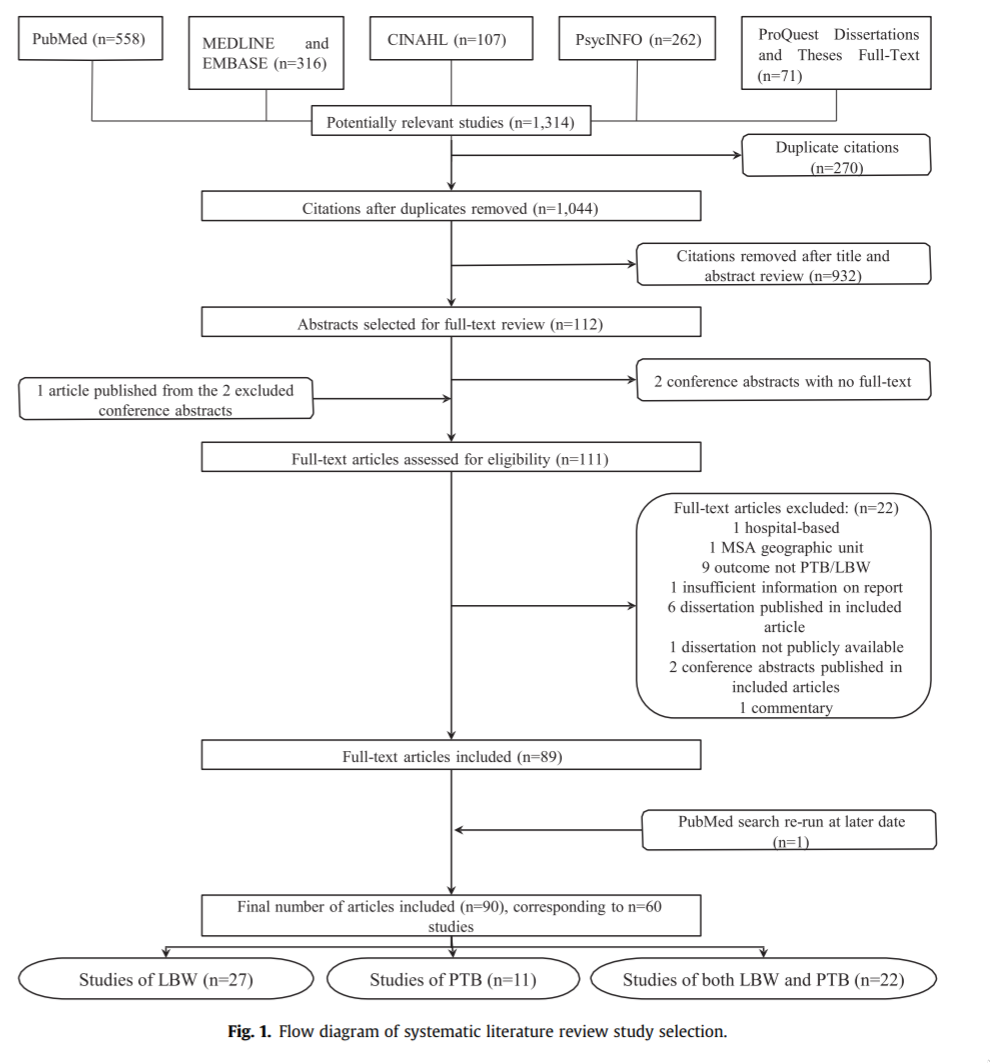 PubMed (n=558)
MEDLINE and
EMBASE (n=316)
CINAHL (n=107)
PsycINFO (n=262)
ProQuest Dissertations
and Theses Full-Text
(n=71)
Potentially relevant studies (n=1,314)
Duplicate citations
(n=270)
Citations after duplicates removed (n=1,044)
Citations removed after title and
abstract review (n=932)
Abstracts selected for full-text review (n=112)
2 conference abstracts with no full-text
1 article published from the 2 excluded
conference abstracts
Full-text articles assessed for eligibility (n=111)
Full-text articles excluded: (n=22)
1 hospital-based
1 MSA geographic unit
9 outcome not PTB/LBW
1 insufficient information on report
6 dissertation published in included
article
1 dissertation not publicly available
2 conference abstracts published in
included articles
1 commentary
Full-text articles included (n=89)
PubMed search re-run at later date
(n=1)
Final number of articles included (n=90), corresponding to n=60
studies
Studies of LBW (n=27)
Studies of PTB (n=11)
Studies of both LBW and PTB (n=22)
Fig. 1. Flow diagram of systematic literature review study selection.